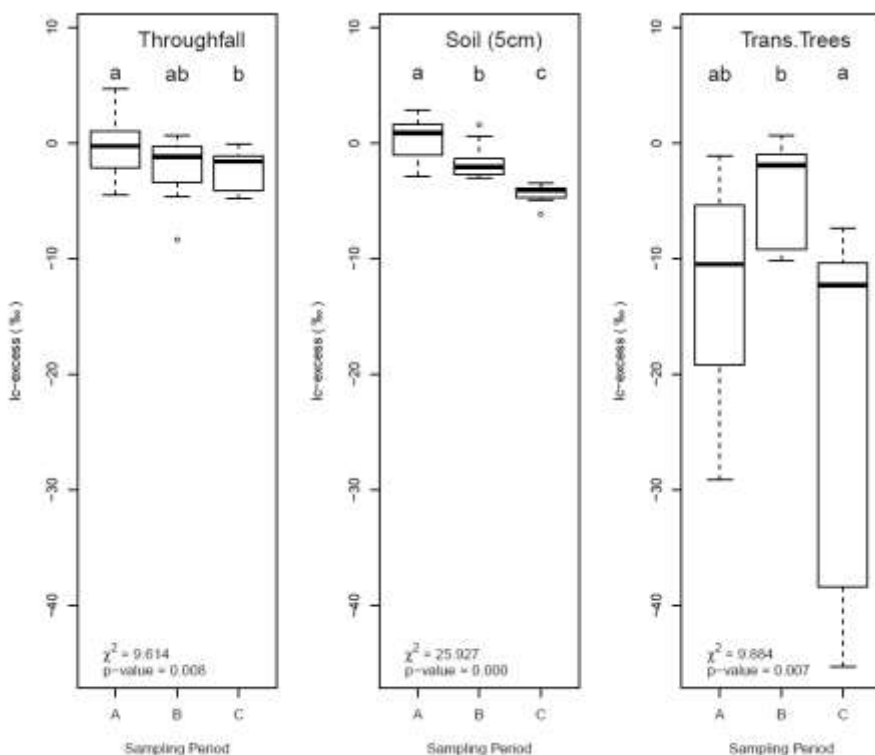 Throughfall
a ab b
10
0
−10
−20
−30
−40
lc−excess ( ‰ )
χ² = 9.614
p−value = 0.008
A B C
Sampling Period
Soil (5cm)
a b c
10
0
−10
−20
−30
−40
lc−excess ( ‰ )
χ² = 25.927
p−value = 0.000
A B C
Sampling Period
Trans.Trees
ab b a
10
0
−10
−20
−30
−40
lc−excess ( ‰ )
χ² = 9.884
p−value = 0.007
A B C
Sampling Period